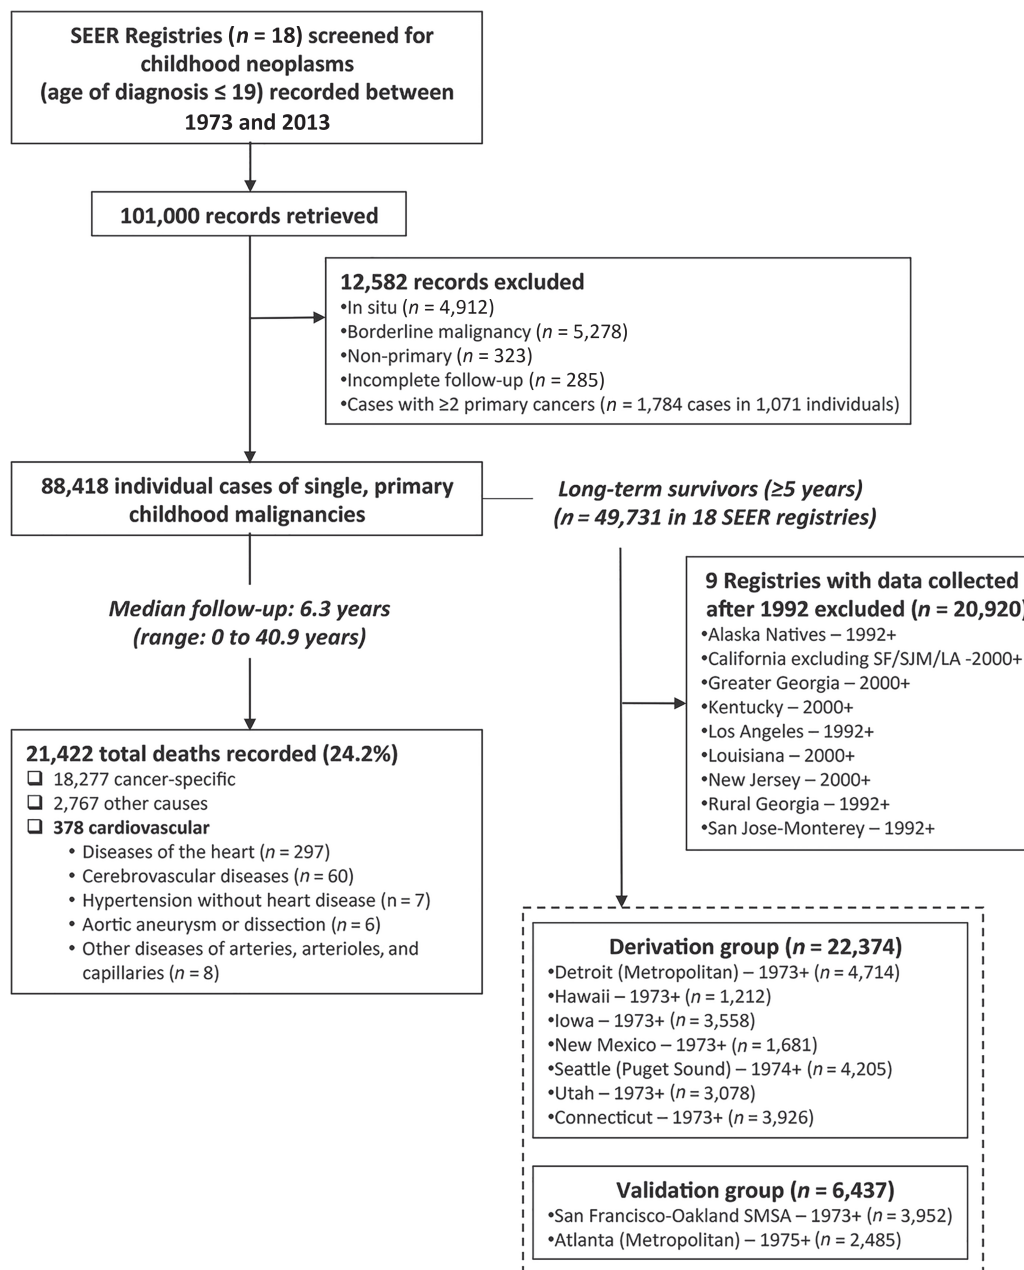 SEER Registries (n = 18) screened for
childhood neoplasms
(age of diagnosis ≤ 19) recorded between
1973 and 2013
101,000 records retrieved
12,582 records excluded
•In situ (n = 4,912)
•Borderline malignancy (n = 5,278)
•Non-primary (n = 323)
•Incomplete follow-up (n = 285)
•Cases with ≥2 primary cancers (n = 1,784 cases in 1,071 individuals)
88,418 individual cases of single, primary
childhood malignancies
Long-term survivors (≥5 years)
(n = 49,731 in 18 SEER registries)
Median follow-up: 6.3 years
(range: 0 to 40.9 years)
9 Registries with data collected
after 1992 excluded (n = 20,920)
•Alaska Natives – 1992+
•California excluding SF/SJM/LA -2000+
•Greater Georgia – 2000+
•Kentucky – 2000+
•Los Angeles – 1992+
•Louisiana – 2000+
•New Jersey – 2000+
•Rural Georgia – 1992+
•San Jose-Monterey – 1992+
21,422 total deaths recorded (24.2%)
❑ 18,277 cancer-specific
❑ 2,767 other causes
❑ 378 cardiovascular
• Diseases of the heart (n = 297)
• Cerebrovascular diseases (n = 60)
• Hypertension without heart disease (n = 7)
• Aortic aneurysm or dissection (n = 6)
• Other diseases of arteries, arterioles, and
capillaries (n = 8)
Derivation group (n = 22,374)
•Detroit (Metropolitan) – 1973+ (n = 4,714)
•Hawaii – 1973+ (n = 1,212)
•Iowa – 1973+ (n = 3,558)
•New Mexico – 1973+ (n = 1,681)
•Seattle (Puget Sound) – 1974+ (n = 4,205)
•Utah – 1973+ (n = 3,078)
•Connecticut – 1973+ (n = 3,926)
Validation group (n = 6,437)
•San Francisco-Oakland SMSA – 1973+ (n = 3,952)
•Atlanta (Metropolitan) – 1975+ (n = 2,485)